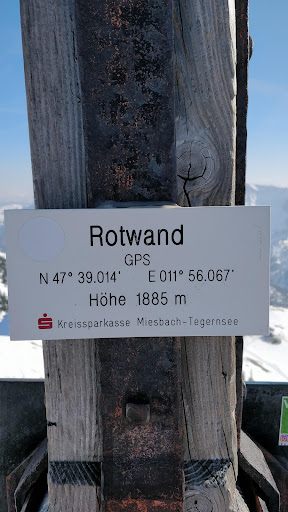 Rotwand
GPS
N 47° 39.014' E 011° 56.067'
Höhe 1885 m
Kreissparkasse Miesbach-Tegernsee